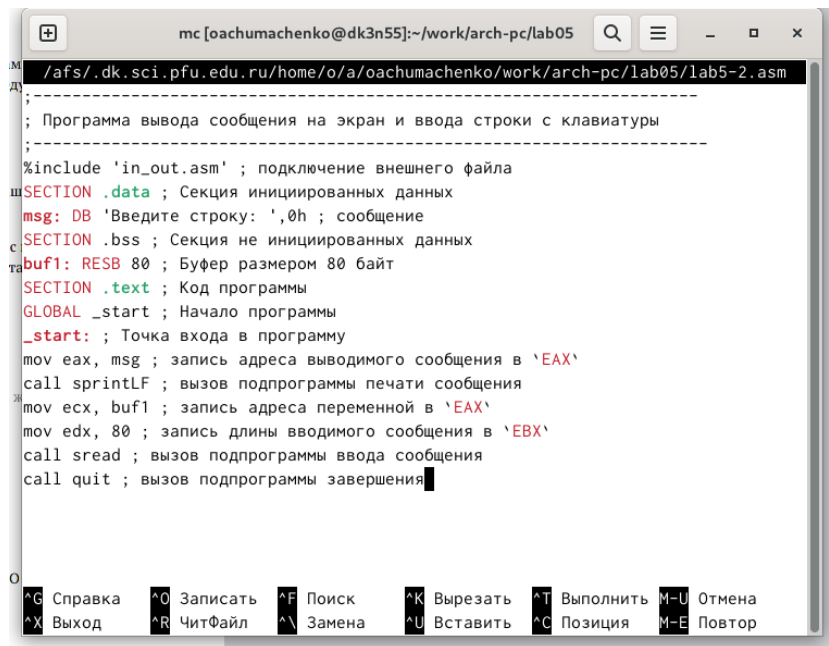 mc [oachumachenko@dk3n55]:~/work/arch-pc/lab05
/afs/.dk.sci.pfu.edu.ru/home/o/a/oachumachenko/work/arch-pc/lab05/lab5-2.asm
;--------------------------------------------------------------------
; Программа вывода сообщения на экран и ввода строки с клавиатуры
;---------------------------------------------------------------------
%include 'in_out.asm' ; подключение внешнего файла
SECTION .data ; Секция инициированных данных
msg: DB 'Введите строку: ',0h ; сообщение
SECTION .bss ; Секция не инициированных данных
buf1: RESB 80 ; Буфер размером 80 байт
SECTION .text ; Код программы
GLOBAL _start ; Начало программы
_start: ; Точка входа в программу
mov eax, msg ; запись адреса выводимого сообщения в `EAX`
call sprintLF ; вызов подпрограммы печати сообщения
mov ecx, buf1 ; запись адреса переменной в `EAX`
mov edx, 80 ; запись длины вводимого сообщения в `EBX`
call sread ; вызов подпрограммы ввода сообщения
call quit ; вызов подпрограммы завершения
^G Справка ^O Записать ^F Поиск ^K Вырезать ^T Выполнить M-U Отмена
^X Выход ^R ЧитФайл ^\ Замена ^U Вставить ^C Позиция M-E Повтор